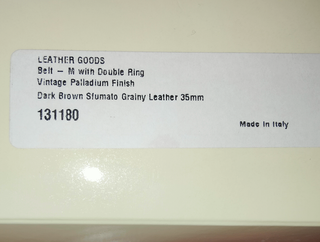 LEATHER GOODS
Belt – M with Double Ring
Vintage Palladium Finish
Dark Brown Sfumato Grainy Leather 35mm
131180
Made in Italy